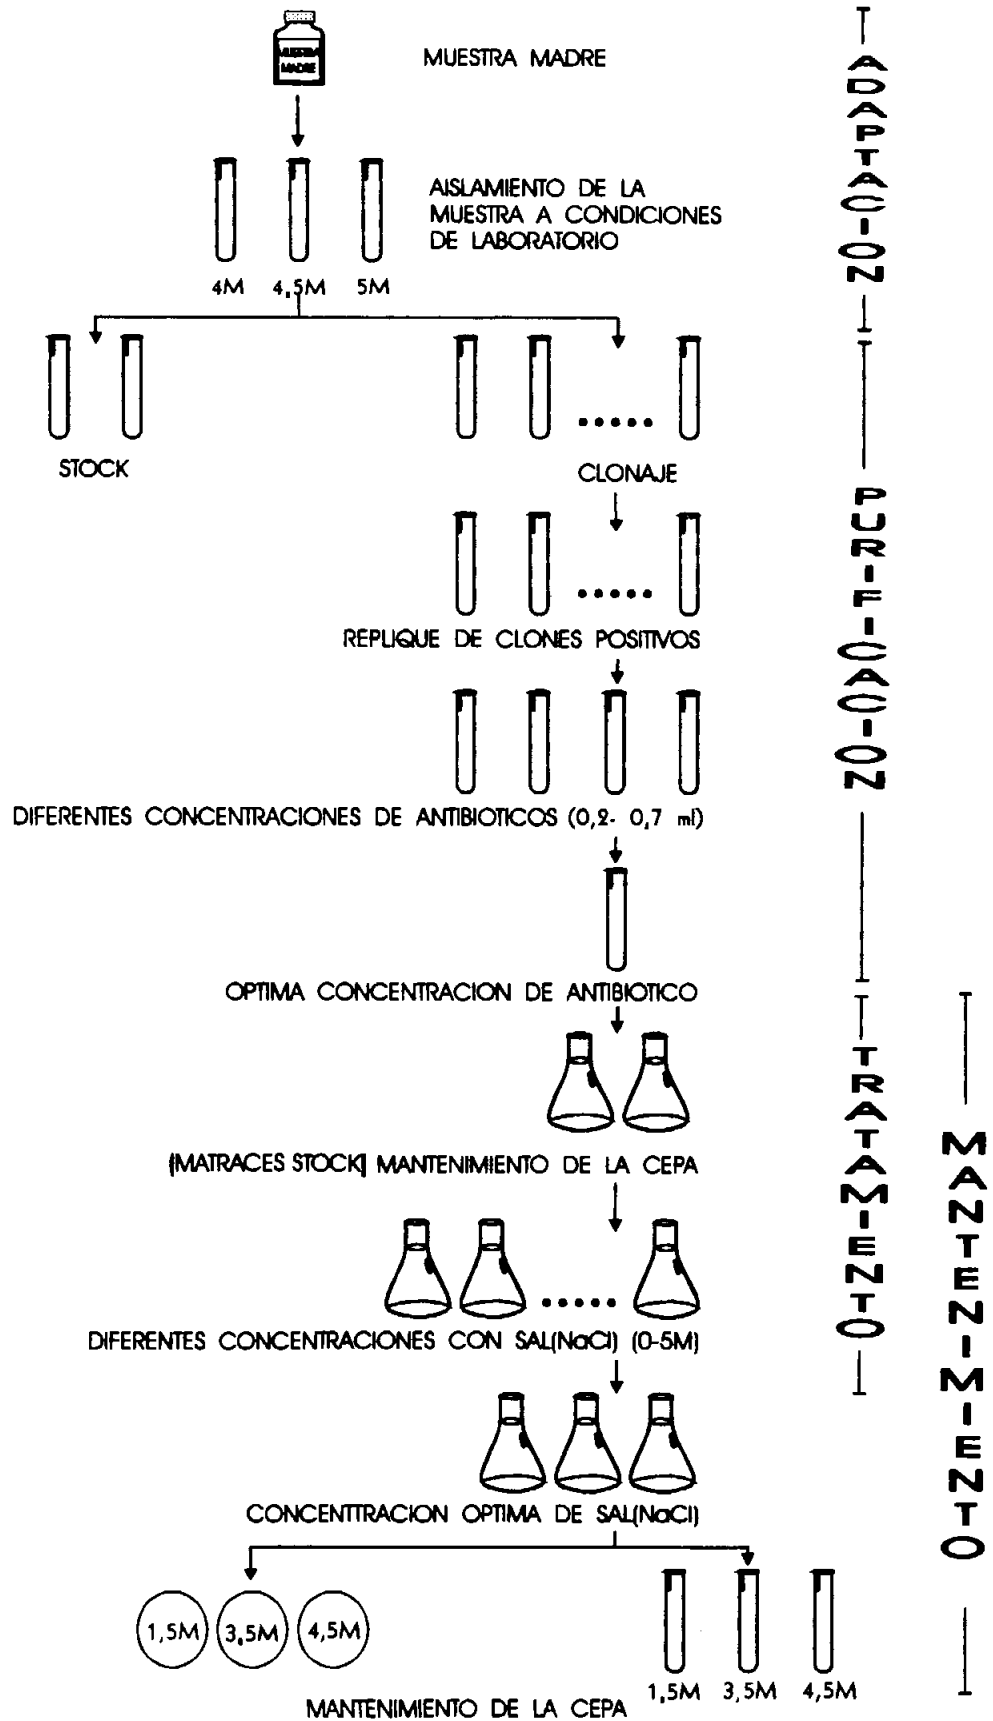 MUESTRA
MADRE
MUESTRA MADRE
AISLAMIENTO DE LA
MUESTRA A CONDICIONES
DE LABORATORIO
4M 4,5M 5M
STOCK
CLONAJE
REPLIQUE DE CLONES POSITIVOS
DIFERENTES CONCENTRACIONES DE ANTIBIOTICOS (0,2- 0,7 ml)
OPTIMA CONCENTRACION DE ANTIBIOTICO
(MATRACES STOCK) MANTENIMIENTO DE LA CEPA
DIFERENTES CONCENTRACIONES CON SAL(NaCl) (0-5M)
CONCENTTRACION OPTIMA DE SAL(NaCl)
1,5M 3,5M 4,5M
1,5M 3,5M 4,5M
MANTENIMIENTO DE LA CEPA
ADAPTACION
PURIFICACION
TRATAMIENTO
MANTENIMIENTO